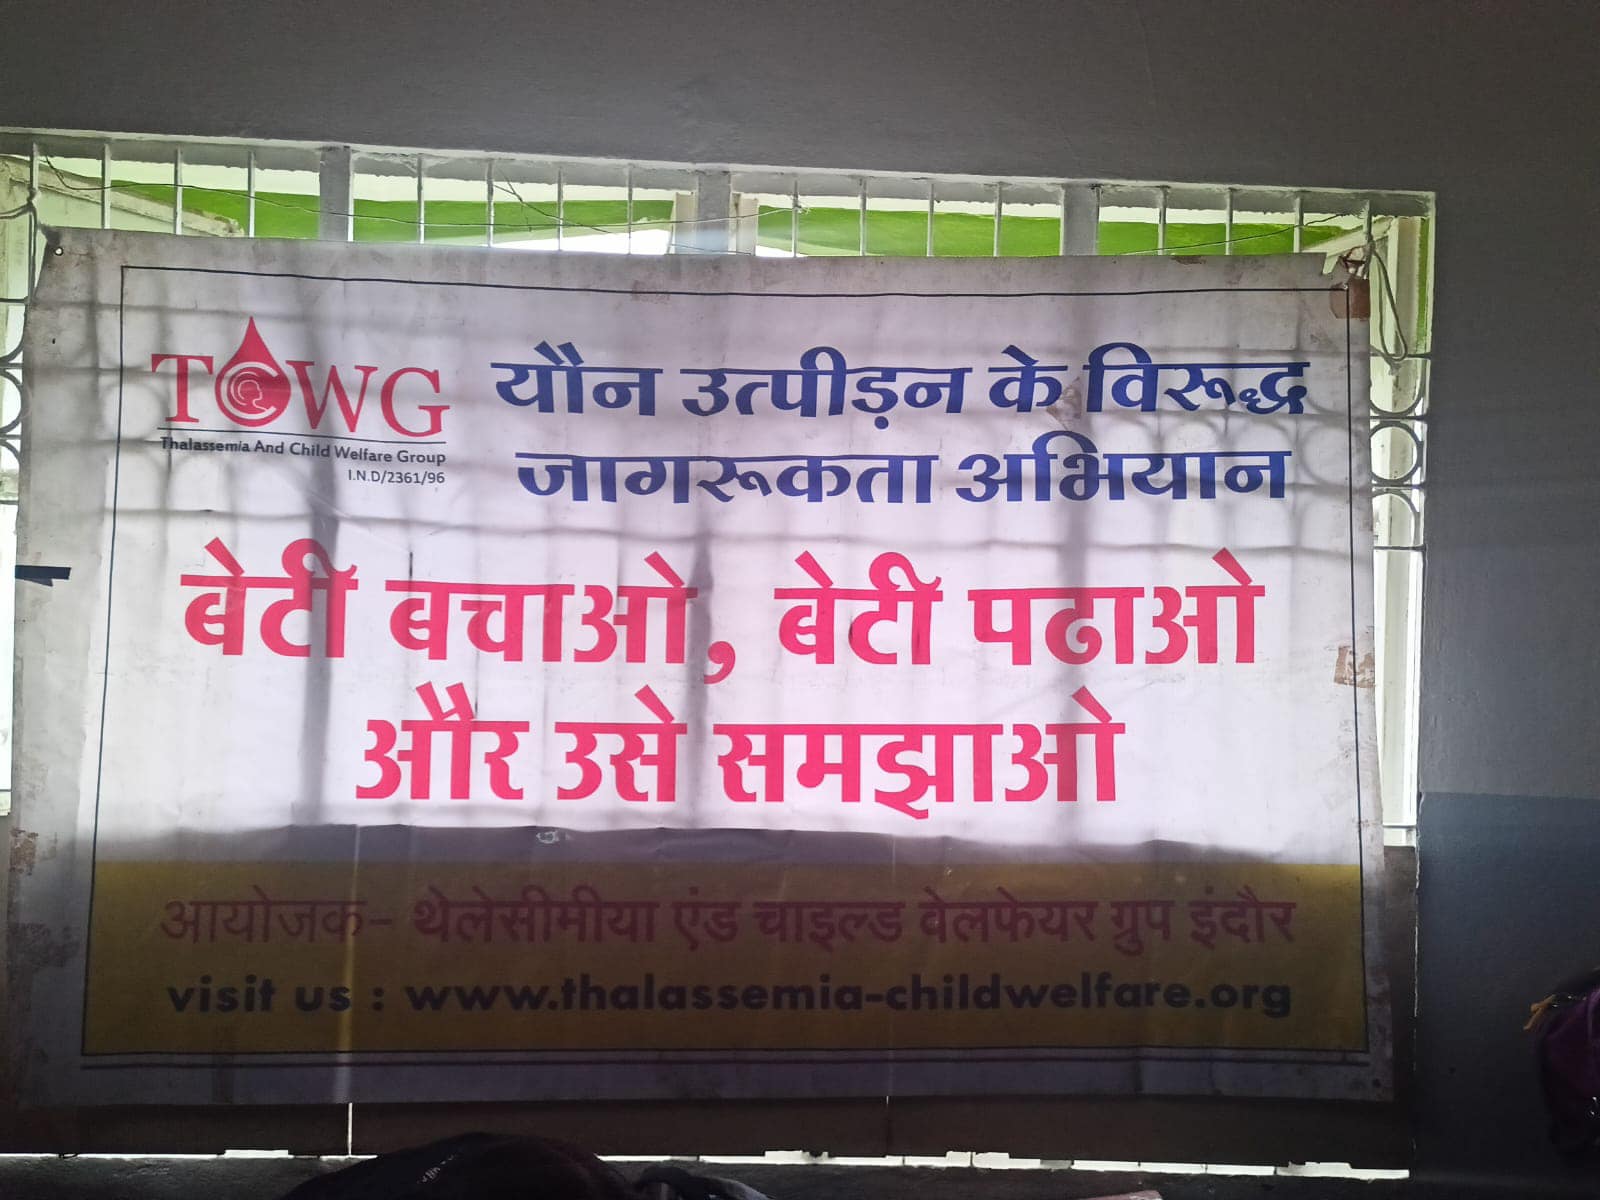 TCWG
Thalassemia And Child Welfare Group
I.N.D/2361/96
यौन उत्पीड़न के विरूद्ध
जागरूकता अभियान
बेटी बचाओ, बेटी पढाओ
और उसे समझाओ
आयोजक- थेलेसीमीया एंड चाइल्ड वेलफेयर ग्रुप इंदौर
visit us : www.thalassemia-childwelfare.org